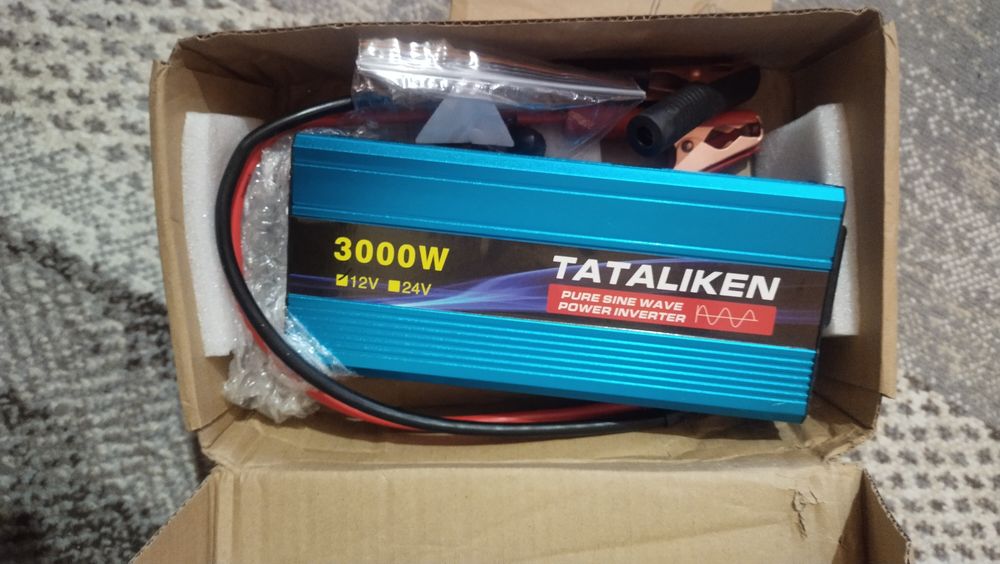 3000W
12V 24V
TATALIKEN
PURE SINE WAVE
POWER INVERTER